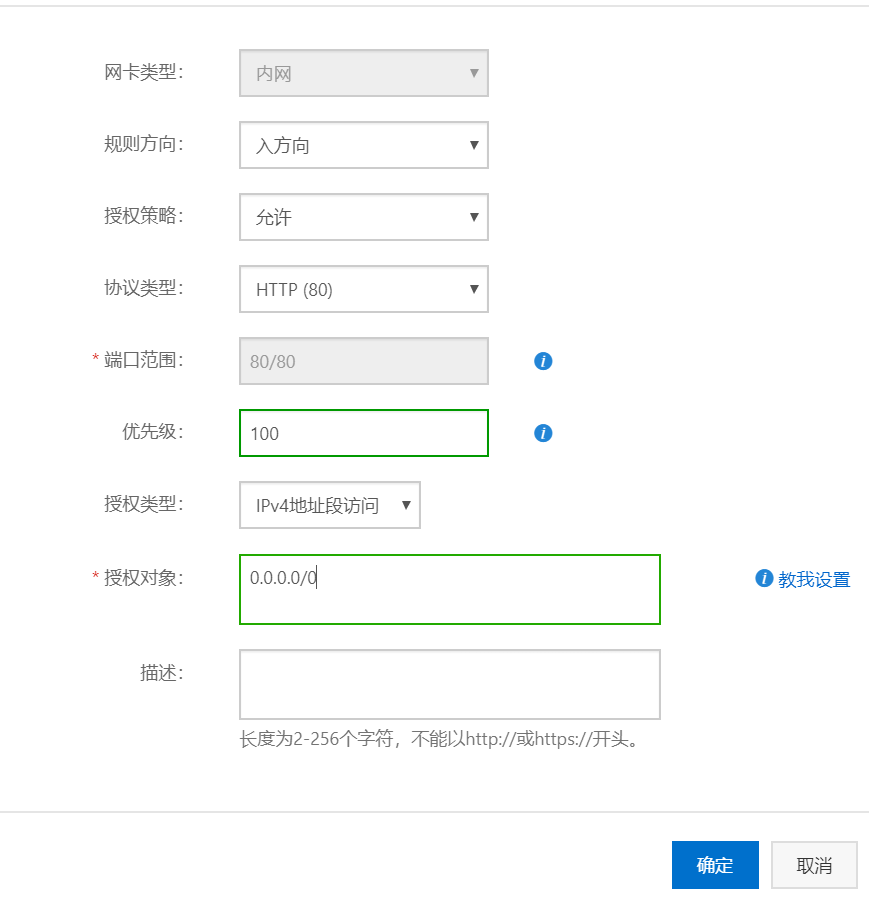 网卡类型： 内网
规则方向： 入方向
授权策略： 允许
协议类型： HTTP (80)
* 端口范围： 80/80
优先级： 100
授权类型： IPv4地址段访问
* 授权对象： 0.0.0.0/0 教我设置
描述：
长度为2-256个字符，不能以http://或https://开头。
确定 取消